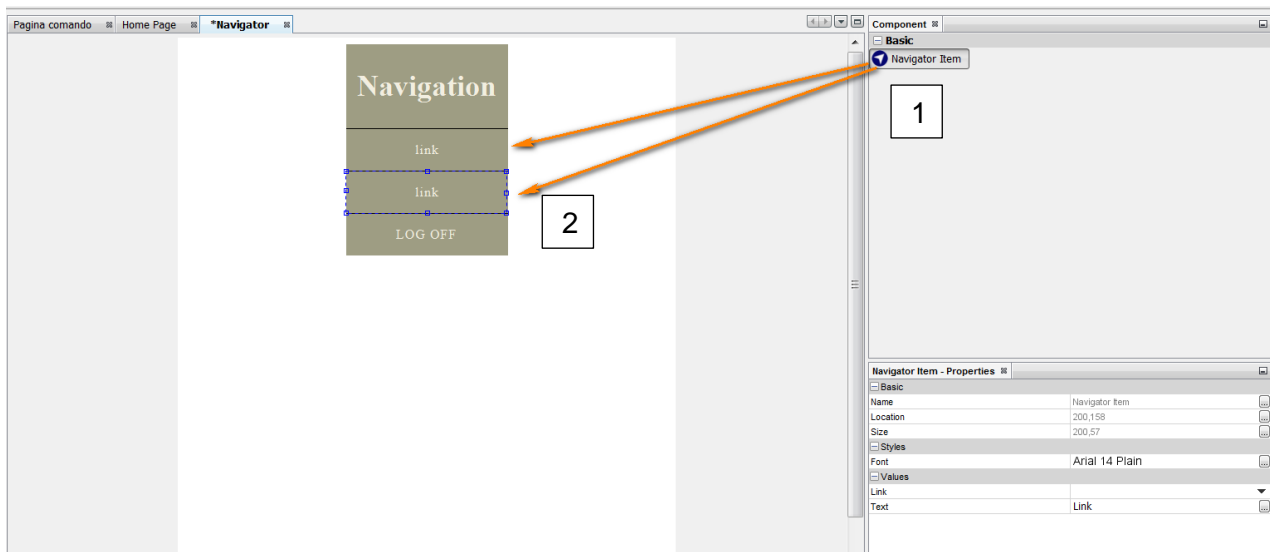 Pagina comando
Home Page
*Navigator
Component
Basic
Navigator Item
1
Navigation
link
link
LOG OFF
2
Navigator Item - Properties
Basic
Name Navigator Item
Location 200,158
Size 200,57
Styles
Font Arial 14 Plain
Values
Link
Text Link